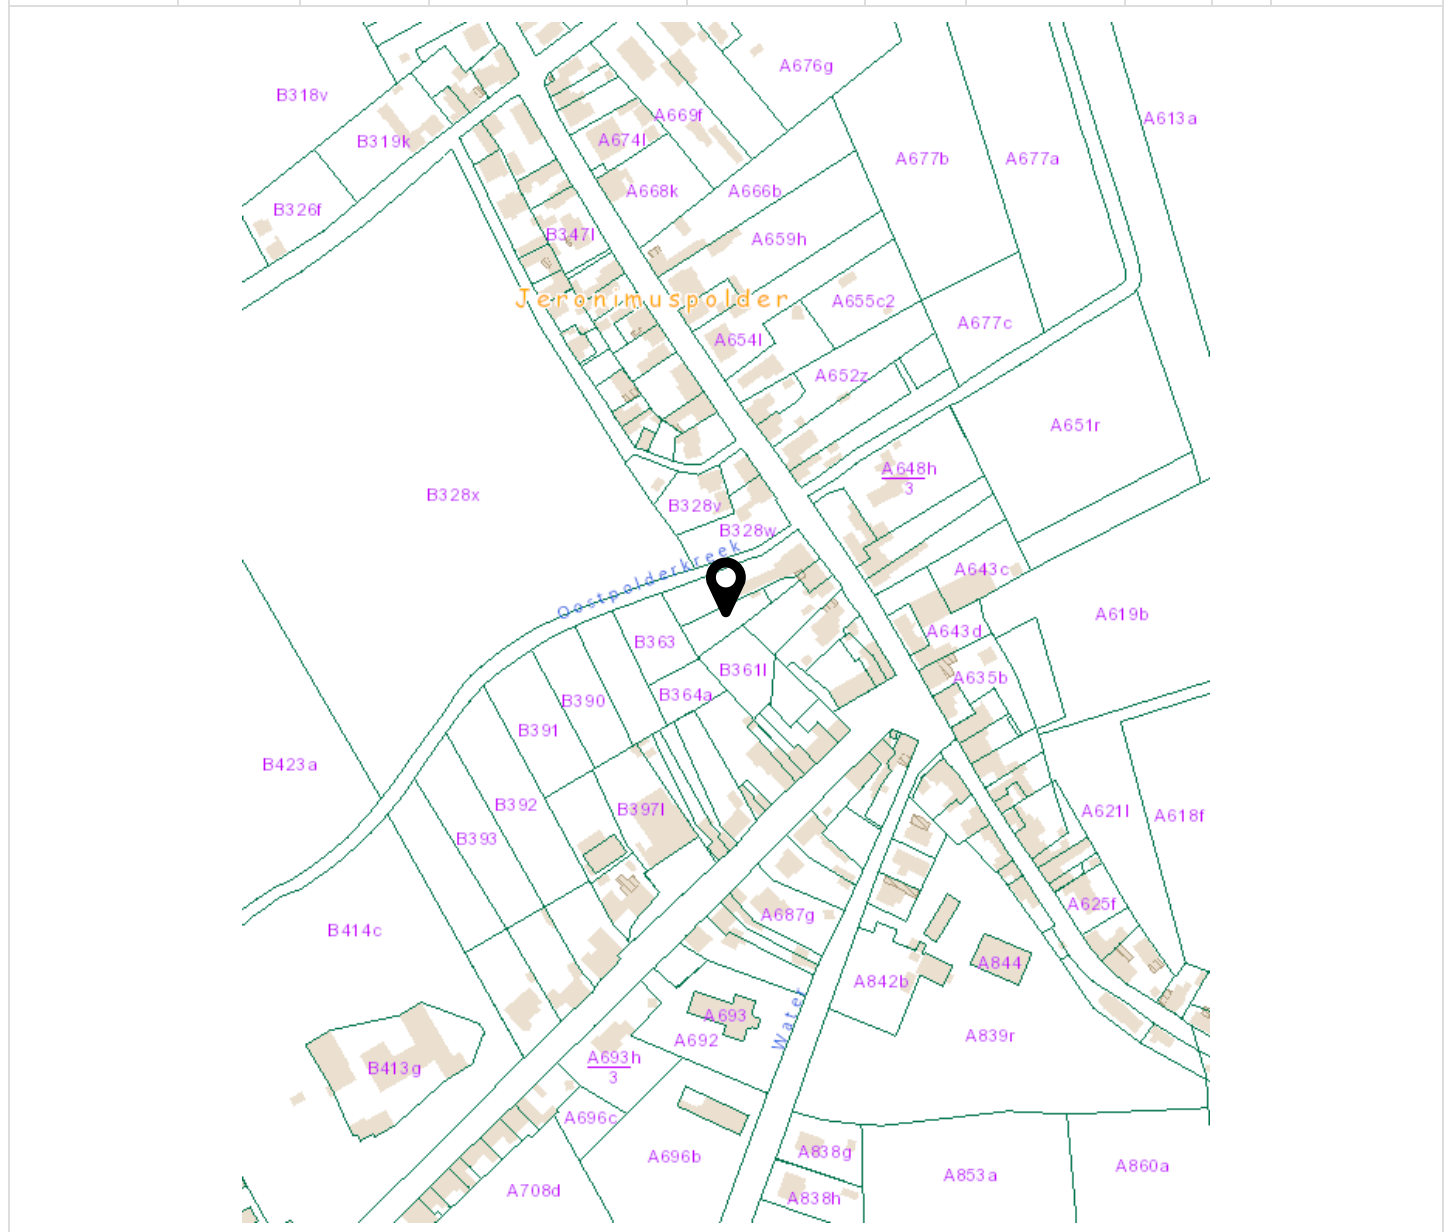 A676g
B318v
A669f
A613a
A674l
B319k
A677b
A677a
A668k
A666b
B326f
B347l
A659h
Jeronimuspolder
A655c2
A677c
A654l
A652z
A651r
A648h
3
B328x
B328v
B328w
Oostpolderkreek
A643c
A619b
A643d
B363
B361l
A635b
B364a
B390
B391
B423a
B392
B397l
A621l
A618f
B393
A625f
A687g
B414c
A844
A842b
Water
A693
A692
A839r
A693h
3
B413g
A696c
A838g
A696b
A853a
A860a
A708d
A838h